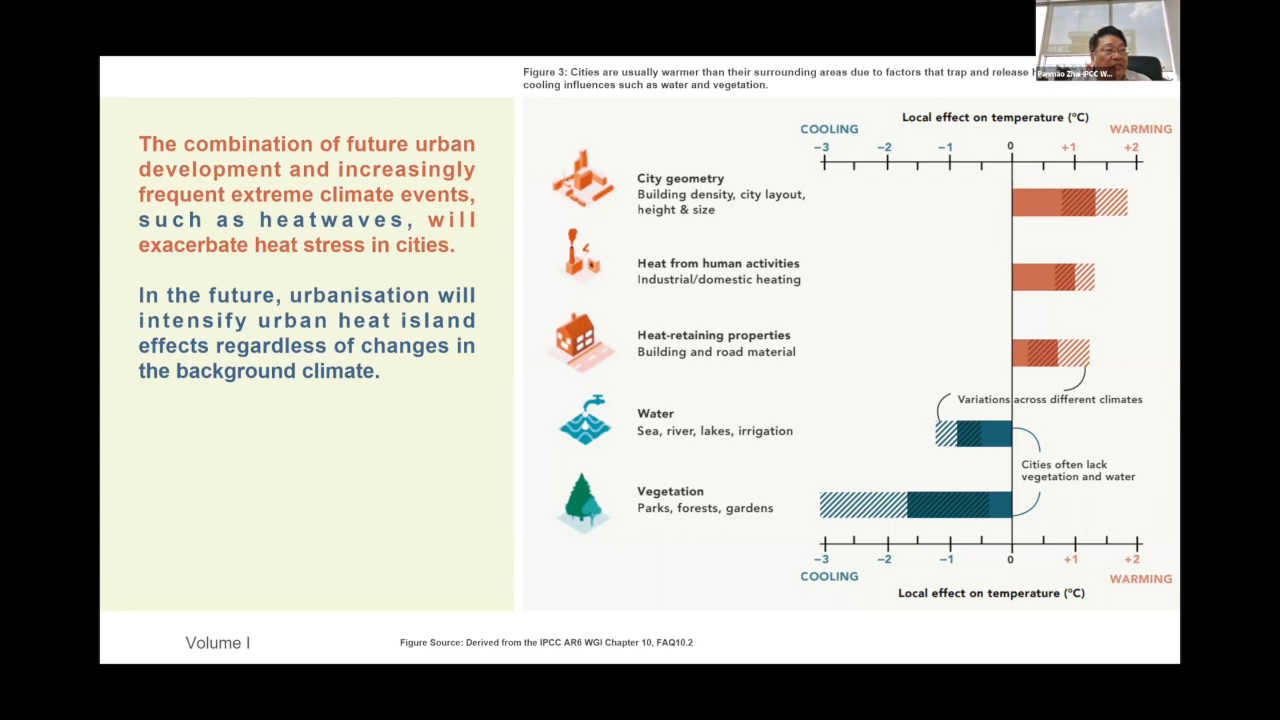 Figure 3: Cities are usually warmer than their surrounding areas due to factors that trap and release
cooling influences such as water and vegetation.
Panmao Zhai-IPCC W...
The combination of future urban
development and increasingly
frequent extreme climate events,
such as heatwaves, will
exacerbate heat stress in cities.
In the future, urbanisation will
intensify urban heat island
effects regardless of changes in
the background climate.
Local effect on temperature (°C)
COOLING WARMING
−3 −2 −1 0 +1 +2
City geometry
Building density, city layout,
height & size
Heat from human activities
Industrial/domestic heating
Heat-retaining properties
Building and road material
Variations across different climates
Water
Sea, river, lakes, irrigation
Cities often lack
vegetation and water
Vegetation
Parks, forests, gardens
−3 −2 −1 0 +1 +2
COOLING WARMING
Local effect on temperature (°C)
Volume I
Figure Source: Derived from the IPCC AR6 WGI Chapter 10, FAQ10.2